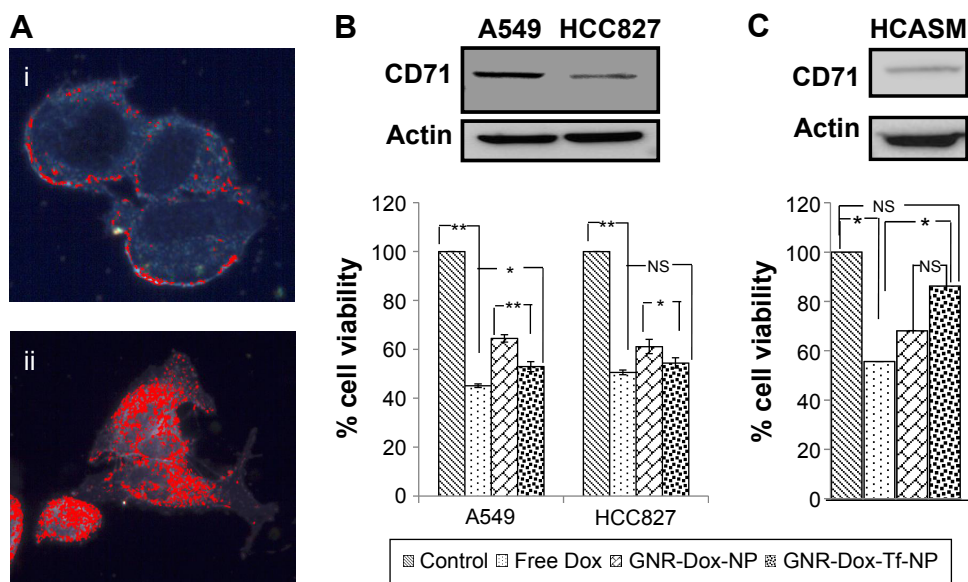 A
i
ii
B
A549 HCC827
CD71
Actin
120
100
80
60
40
20
0
% cell viability
**
*
**
**
NS
*
A549
HCC827
C
HCASM
CD71
Actin
120
100
80
60
40
20
0
% cell viability
NS
*
*
NS
Control Free Dox GNR-Dox-NP GNR-Dox-Tf-NP